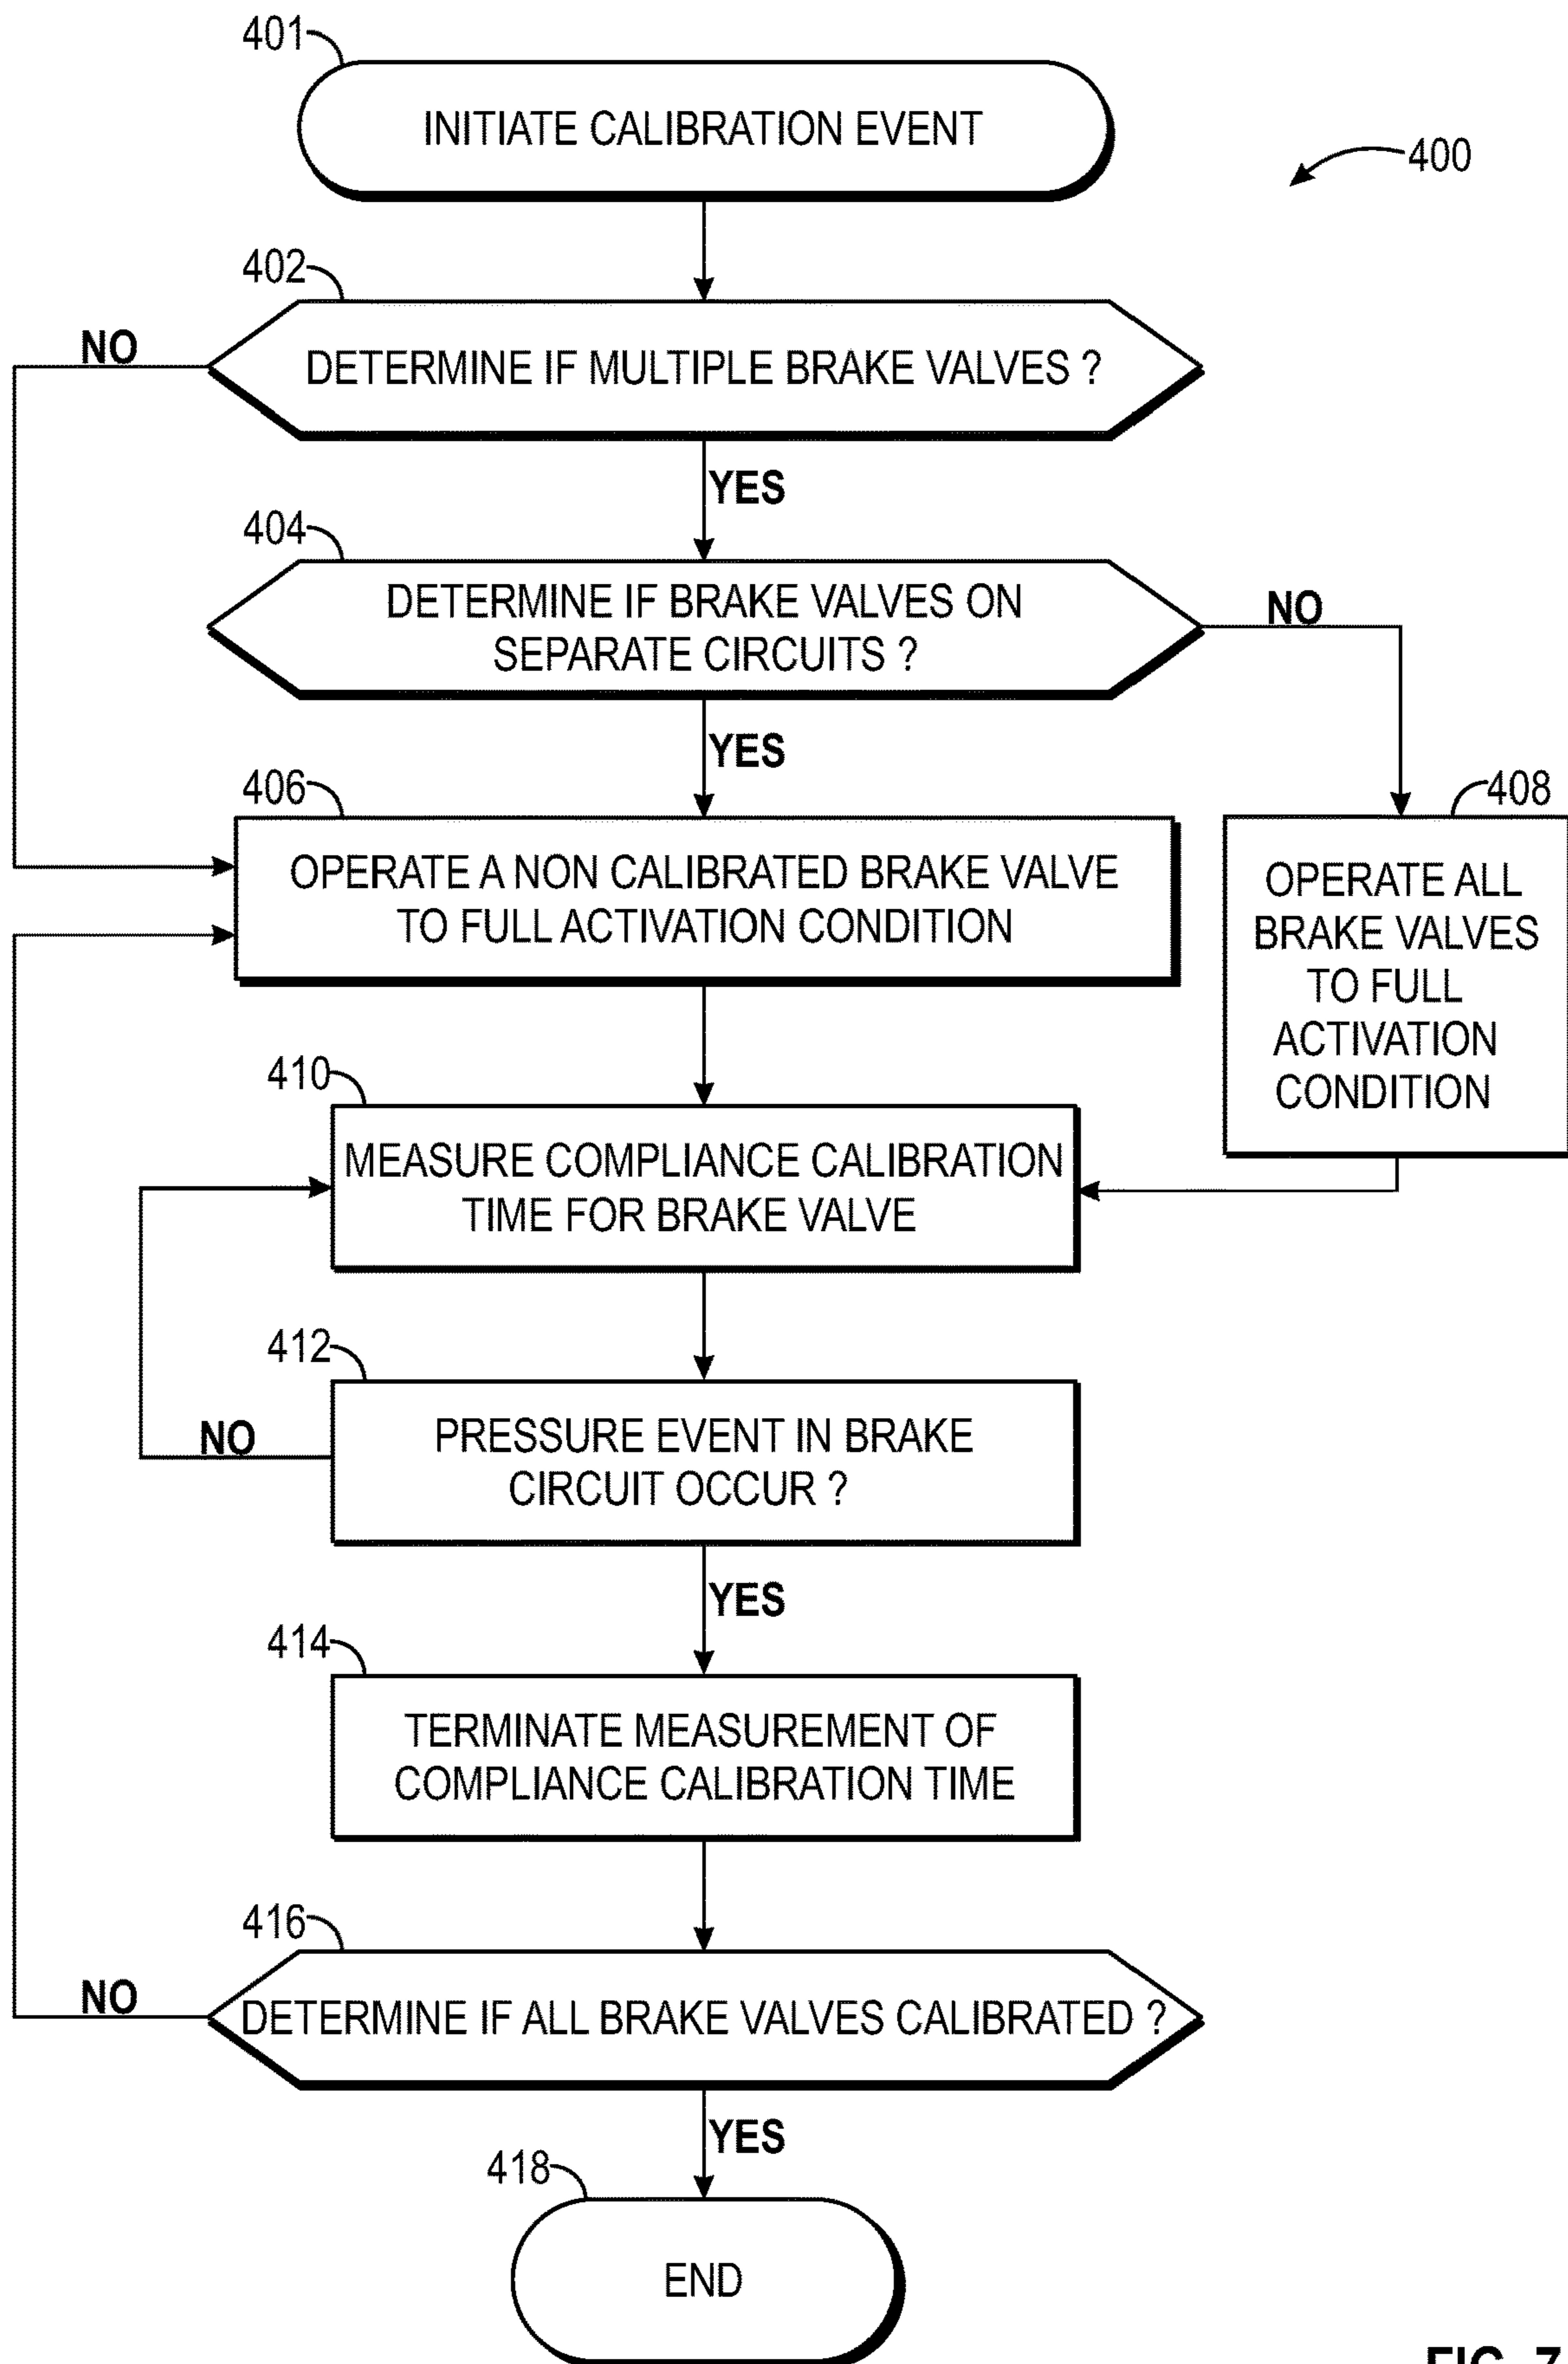 401
INITIATE CALIBRATION EVENT
400
402
NO
DETERMINE IF MULTIPLE BRAKE VALVES ?
YES
404
DETERMINE IF BRAKE VALVES ON
SEPARATE CIRCUITS ?
NO
YES
406
OPERATE A NON CALIBRATED BRAKE VALVE
TO FULL ACTIVATION CONDITION
408
OPERATE ALL
BRAKE VALVES
TO FULL
ACTIVATION
CONDITION
410
MEASURE COMPLIANCE CALIBRATION
TIME FOR BRAKE VALVE
412
NO
PRESSURE EVENT IN BRAKE
CIRCUIT OCCUR ?
YES
414
TERMINATE MEASUREMENT OF
COMPLIANCE CALIBRATION TIME
416
NO
DETERMINE IF ALL BRAKE VALVES CALIBRATED ?
YES
418
END
FIG. 7